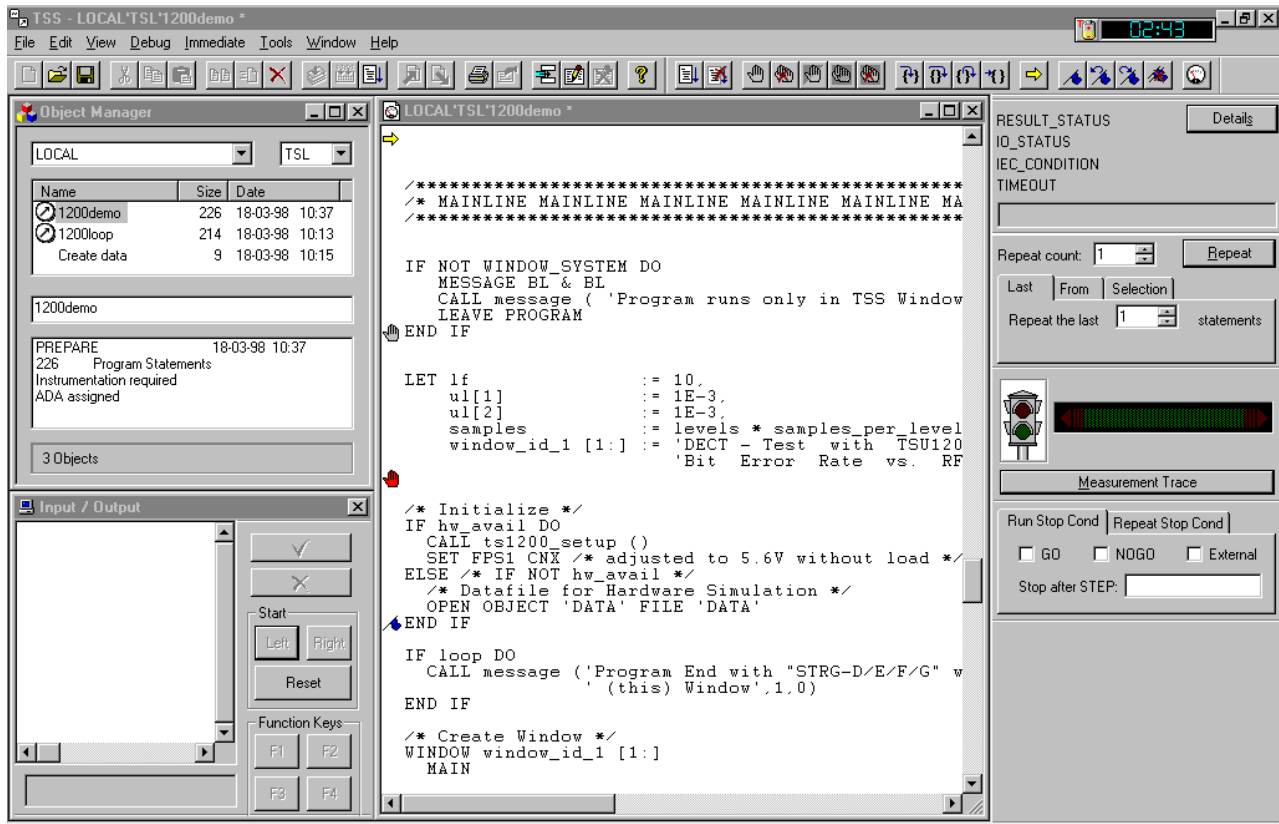 TSS - LOCAL'TSL'1200demo *
02:43
File Edit View Debug Immediate Tools Window Help
Object Manager
LOCAL TSL
Name Size Date
1200demo 226 18-03-98 10:37
1200loop 214 18-03-98 10:13
Create data 9 18-03-98 10:15
1200demo
PREPARE 18-03-98 10:37
226 Program Statements
Instrumentation required
ADA assigned
3 Objects
Input / Output
Start
Left Right
Reset
Function Keys
F1 F2
F3 F4
LOCAL'TSL'1200demo *
/**************************************************
/* MAINLINE MAINLINE MAINLINE MAINLINE MAINLINE MA
/**************************************************
IF NOT WINDOW_SYSTEM DO
MESSAGE BL & BL
CALL message ( 'Program runs only in TSS Window
LEAVE PROGRAM
END IF
LET lf := 10,
ul[1] := 1E-3,
ul[2] := 1E-3,
samples := levels * samples_per_level
window_id_1 [1:] := 'DECT - Test with TSU120
'Bit Error Rate vs. RF
/* Initialize */
IF hw_avail DO
CALL ts1200_setup ()
SET FPS1 CNX /* adjusted to 5.6V without load */
ELSE /* IF NOT hw_avail */
/* Datafile for Hardware Simulation */
OPEN OBJECT 'DATA' FILE 'DATA'
END IF
IF loop DO
CALL message ('Program End with "STRG-D/E/F/G" w
' (this) Window',1,0)
END IF
/* Create Window */
WINDOW window_id_1 [1:]
MAIN
RESULT_STATUS Details
IO_STATUS
IEC_CONDITION
TIMEOUT
Repeat count: 1 Repeat
Last From Selection
Repeat the last 1 statements
Measurement Trace
Run Stop Cond Repeat Stop Cond
GO NOGO External
Stop after STEP: